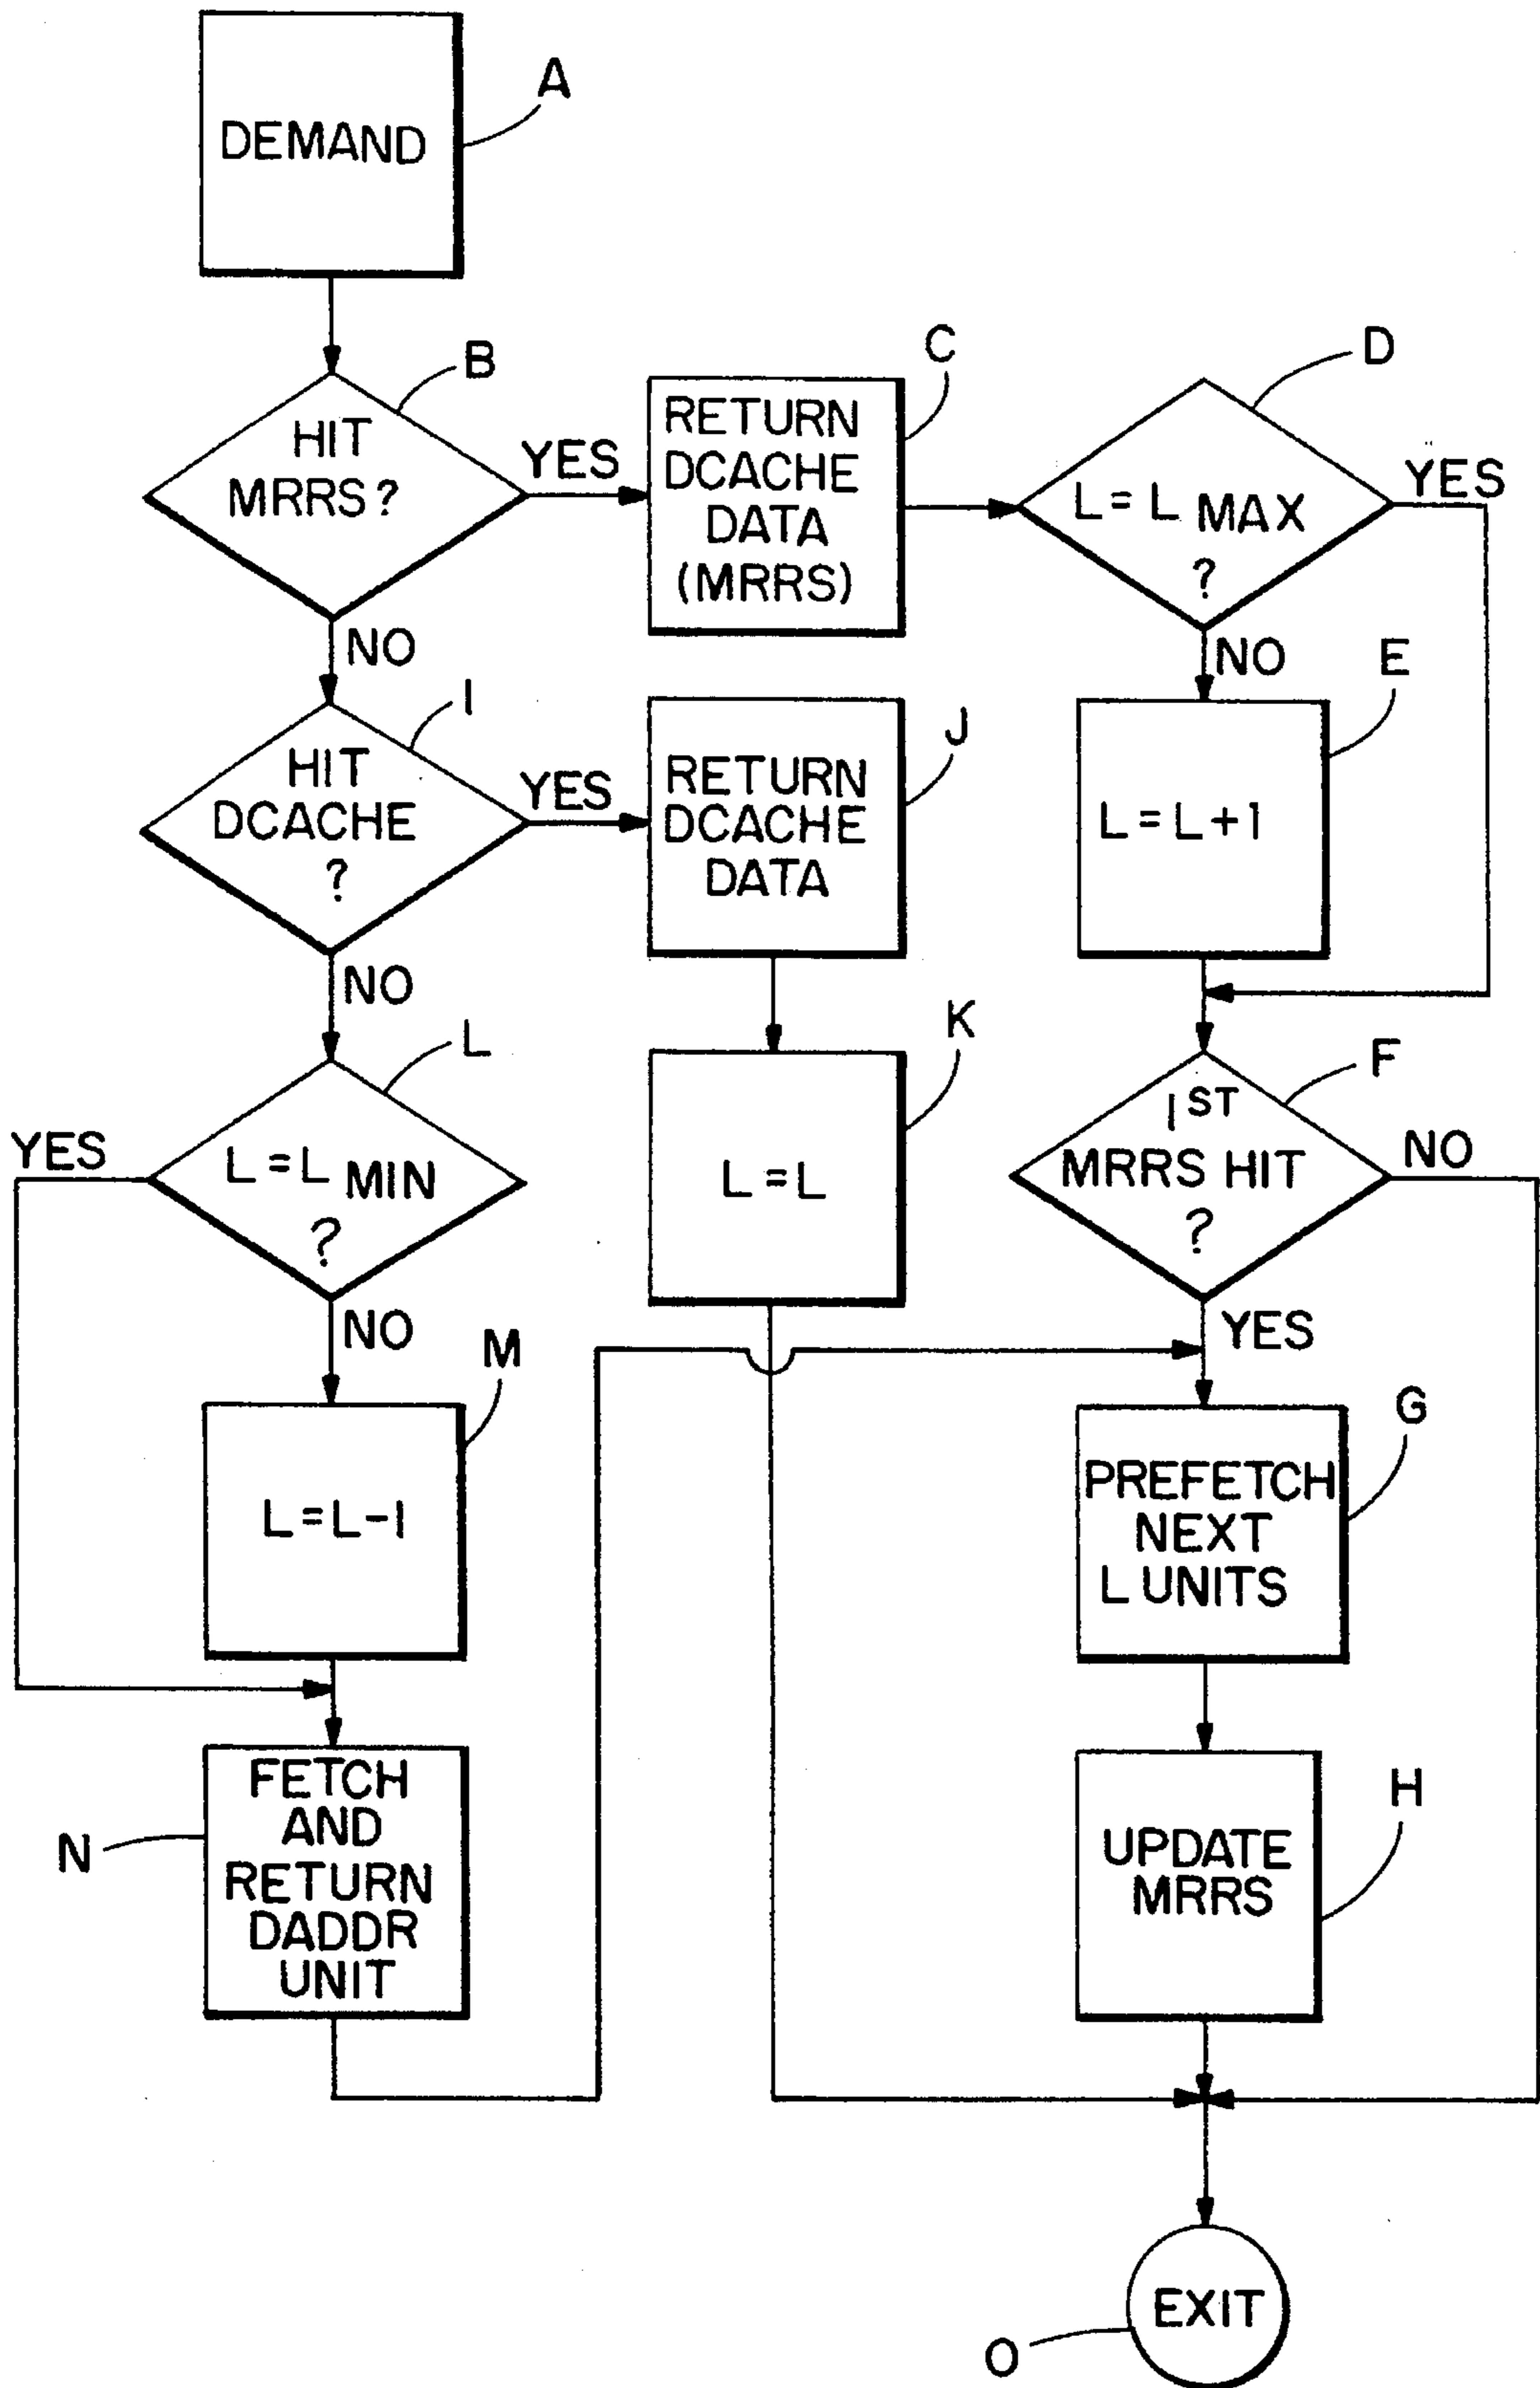 DEMAND
A
B
HIT
MRRS?
YES
NO
C
RETURN
DCACHE
DATA
(MRRS)
D
L = L MAX
?
YES
NO
E
L = L+1
I
HIT
DCACHE
?
YES
NO
J
RETURN
DCACHE
DATA
K
L = L
F
1ST
MRRS HIT
?
NO
YES
L
L = L MIN
?
YES
NO
M
L = L-1
G
PREFETCH
NEXT
L UNITS
N
FETCH
AND
RETURN
DADDR
UNIT
H
UPDATE
MRRS
EXIT
O